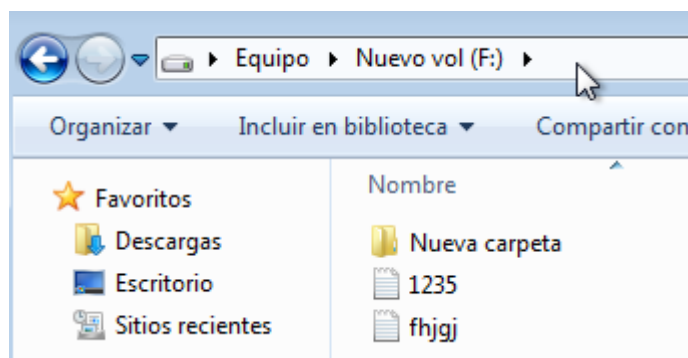 Equipo Nuevo vol (F:)
Organizar Incluir en biblioteca Compartir con
Favoritos
Descargas
Escritorio
Sitios recientes
Nombre
Nueva carpeta
1235
fhjgj